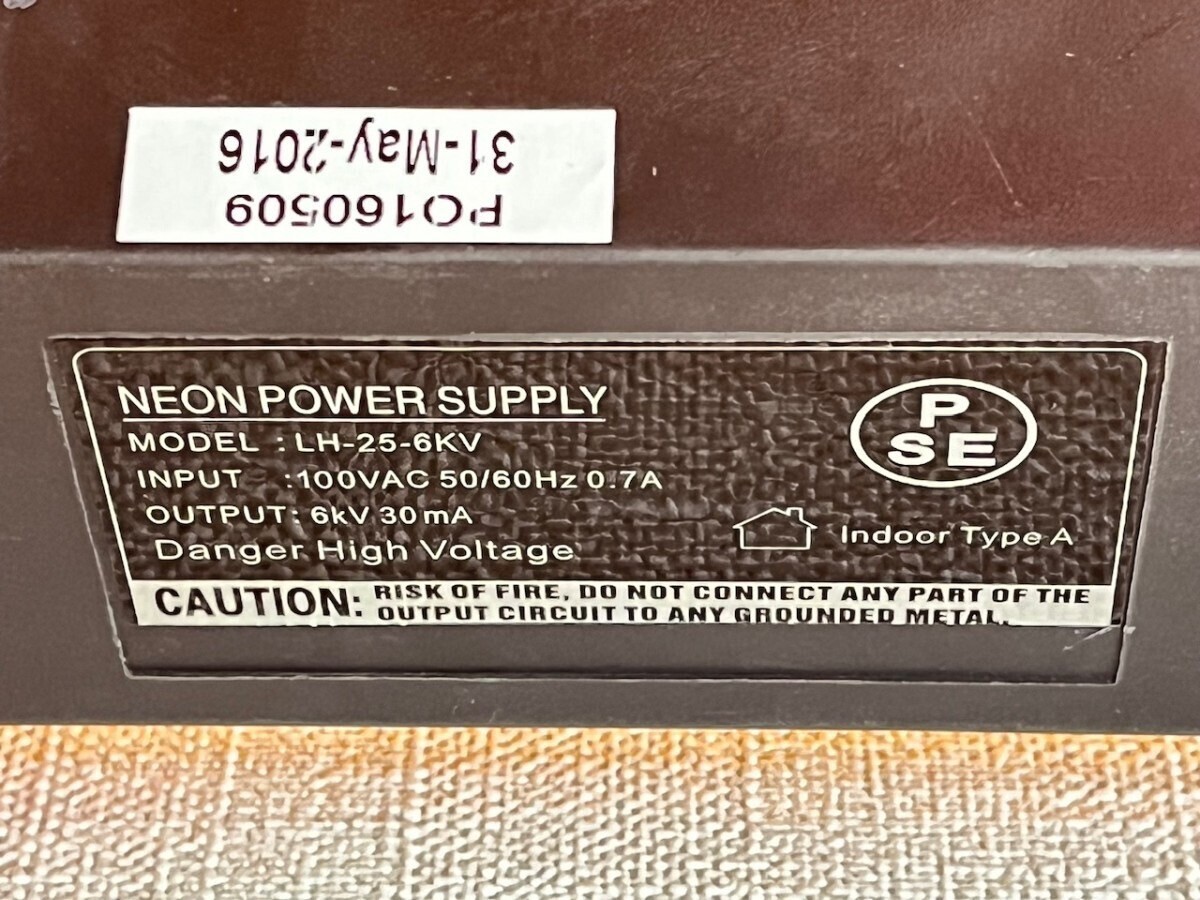 PO160509
31-May-2016
NEON POWER SUPPLY
MODEL : LH-25-6KV
INPUT :100VAC 50/60Hz 0.7A
OUTPUT: 6kV 30mA
Danger High Voltage
P
SE
Indoor Type A
CAUTION: RISK OF FIRE, DO NOT CONNECT ANY PART OF THE
OUTPUT CIRCUIT TO ANY GROUNDED METAL.